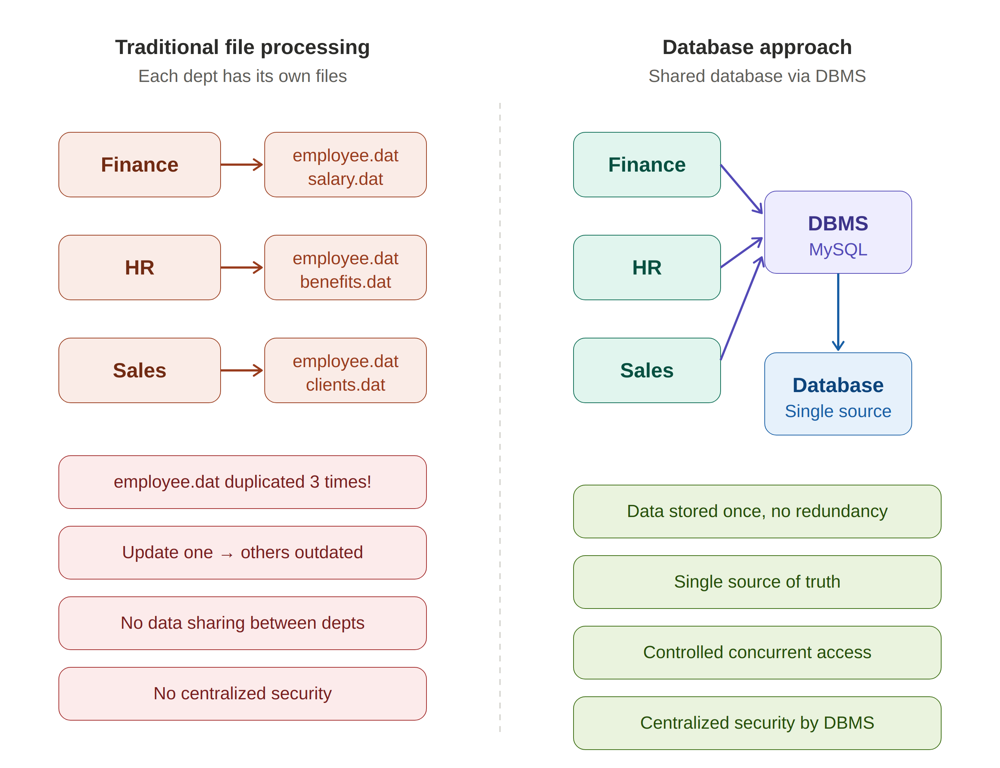 Traditional file processing
Each dept has its own files
Finance
employee.dat
salary.dat
HR
employee.dat
benefits.dat
Sales
employee.dat
clients.dat
employee.dat duplicated 3 times!
Update one → others outdated
No data sharing between depts
No centralized security
Database approach
Shared database via DBMS
Finance
HR
Sales
DBMS
MySQL
Database
Single source
Data stored once, no redundancy
Single source of truth
Controlled concurrent access
Centralized security by DBMS